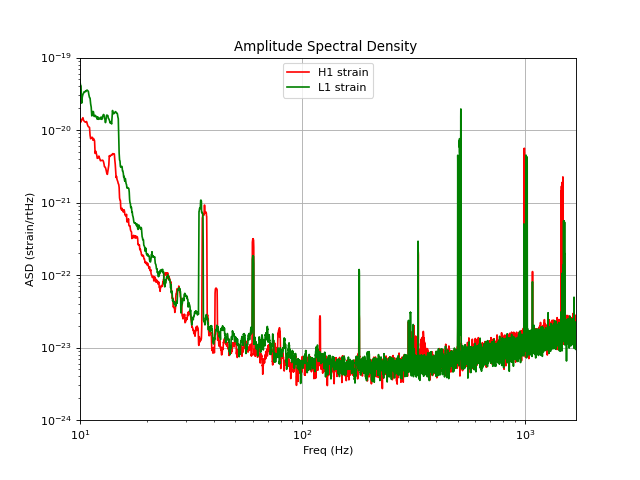 Amplitude Spectral Density
H1 strain
L1 strain
10⁻¹⁹
10⁻²⁰
10⁻²¹
10⁻²²
10⁻²³
10⁻²⁴
ASD (strain/rtHz)
10¹ 10² 10³
Freq (Hz)